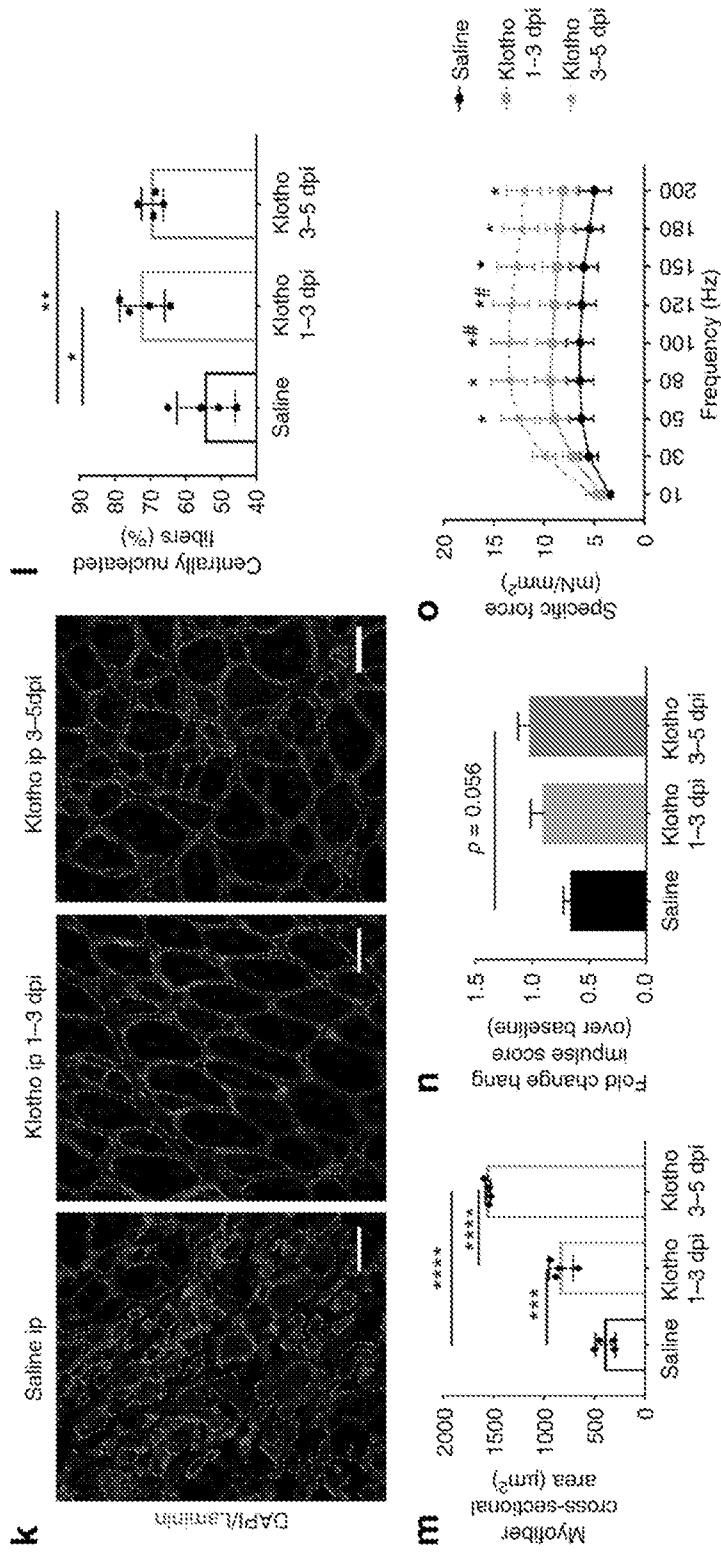 k
Saline ip
Klotho ip 1–3 dpi
Klotho ip 3–5dpi
DAPI/Laminin
l
Centrally nucleated
fibers (%)
90
80
70
60
50
40
*
**
Saline
Klotho
1–3 dpi
Klotho
3–5 dpi
m
Myofiber
cross-sectional
area (µm²)
2000
1500
1000
500
0
***
****
****
Saline
Klotho
1–3 dpi
Klotho
3–5 dpi
n
Fold change hang
impulse score
(over baseline)
1.5
1.0
0.5
0.0
p = 0.056
Saline
Klotho
1–3 dpi
Klotho
3–5 dpi
o
Specific force
(mN/mm²)
20
15
10
5
0
* * *# *# * * *
10 30 50 80 100 120 150 180 200
Frequency (Hz)
Saline
Klotho
1–3 dpi
Klotho
3–5 dpi